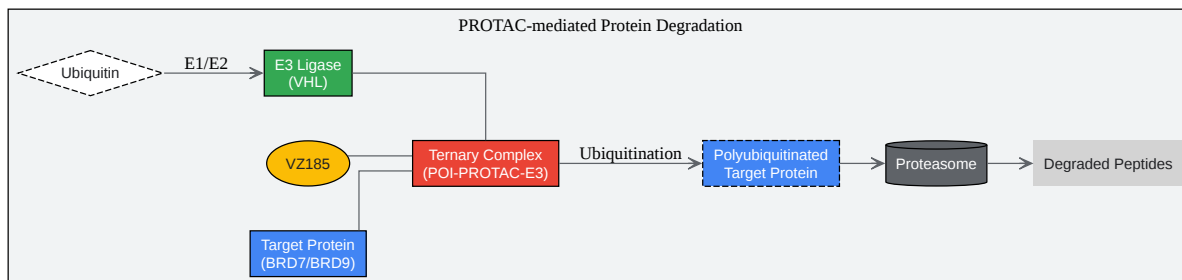 PROTAC-mediated Protein Degradation
Ubiquitin
E1/E2
E3 Ligase
(VHL)
VZ185
Ternary Complex
(POI-PROTAC-E3)
Ubiquitination
Polyubiquitinated
Target Protein
Proteasome
Degraded Peptides
Target Protein
(BRD7/BRD9)